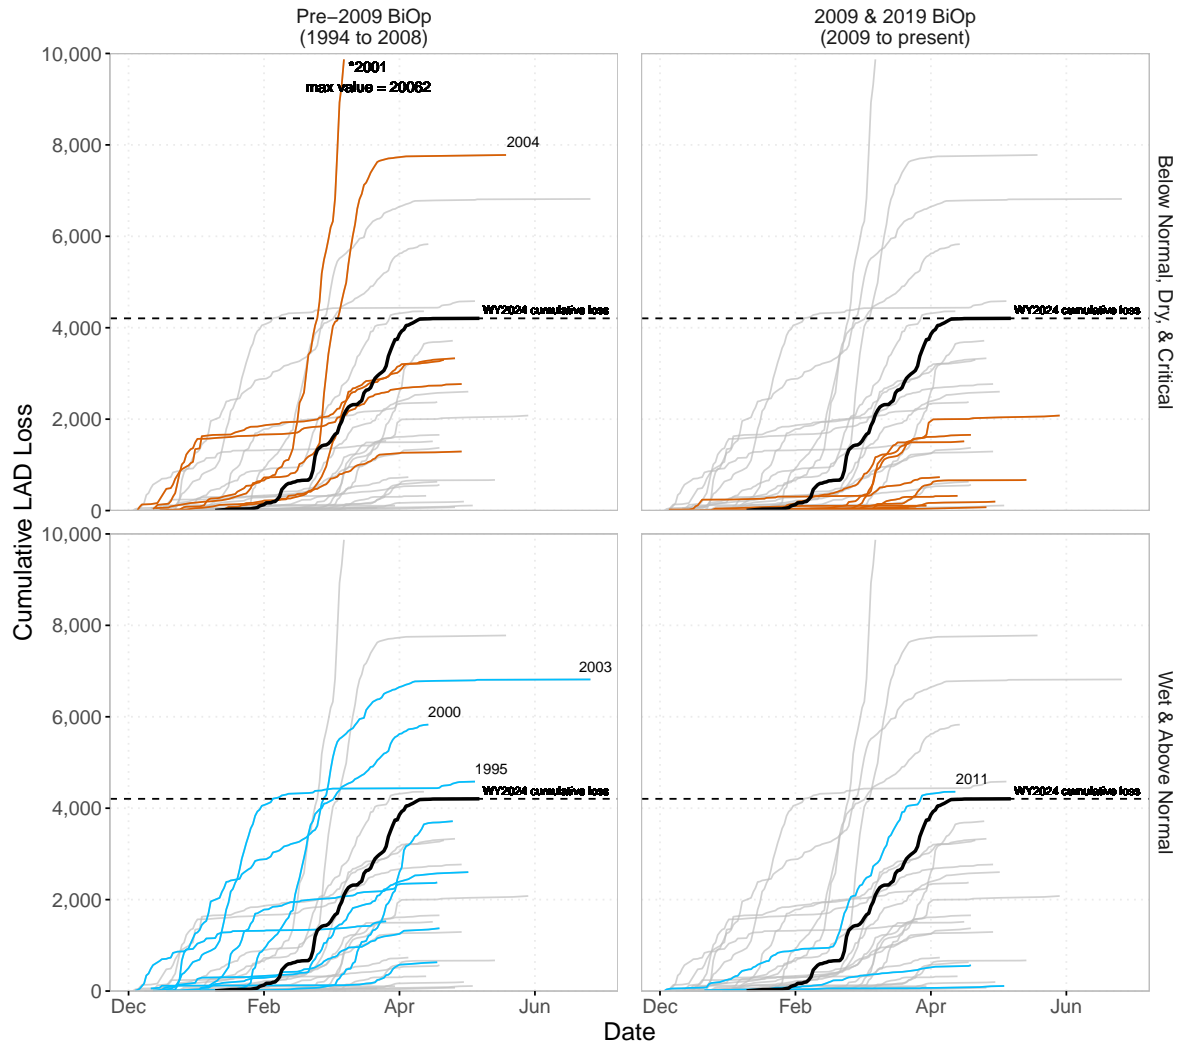 Pre−2009 BiOp
(1994 to 2008)
2009 & 2019 BiOp
(2009 to present)
Cumulative LAD Loss
10,000
8,000
6,000
4,000
2,000
0
*2001
max value = 20062
2004
WY2024 cumulative loss
WY2024 cumulative loss
Below Normal, Dry, & Critical
10,000
8,000
6,000
4,000
2,000
0
2003
2000
1995
WY2024 cumulative loss
2011
WY2024 cumulative loss
Wet & Above Normal
Dec
Feb
Apr
Jun
Dec
Feb
Apr
Jun
Date